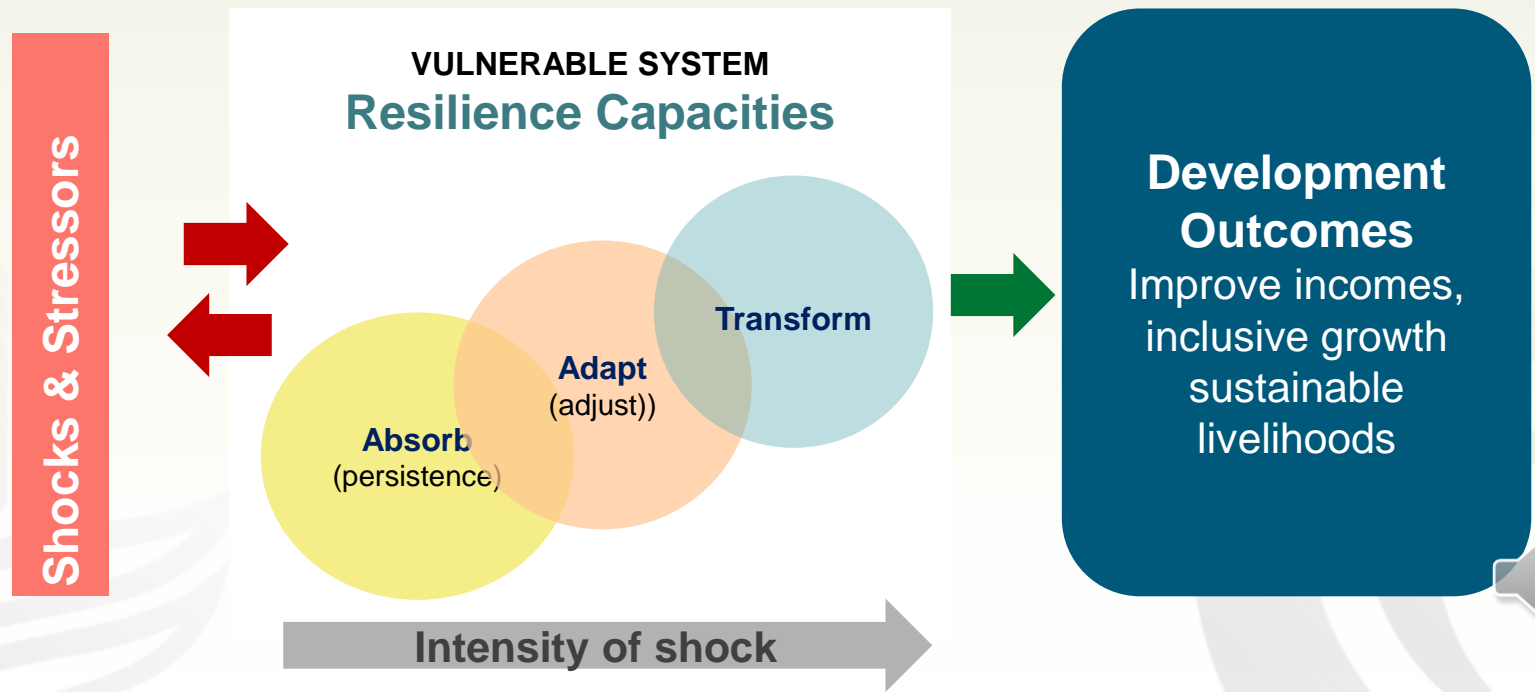 Shocks & Stressors
VULNERABLE SYSTEM
Resilience Capacities
Absorb
(persistence)
Adapt
(adjust))
Transform
Intensity of shock
Development
Outcomes
Improve incomes,
inclusive growth
sustainable
livelihoods